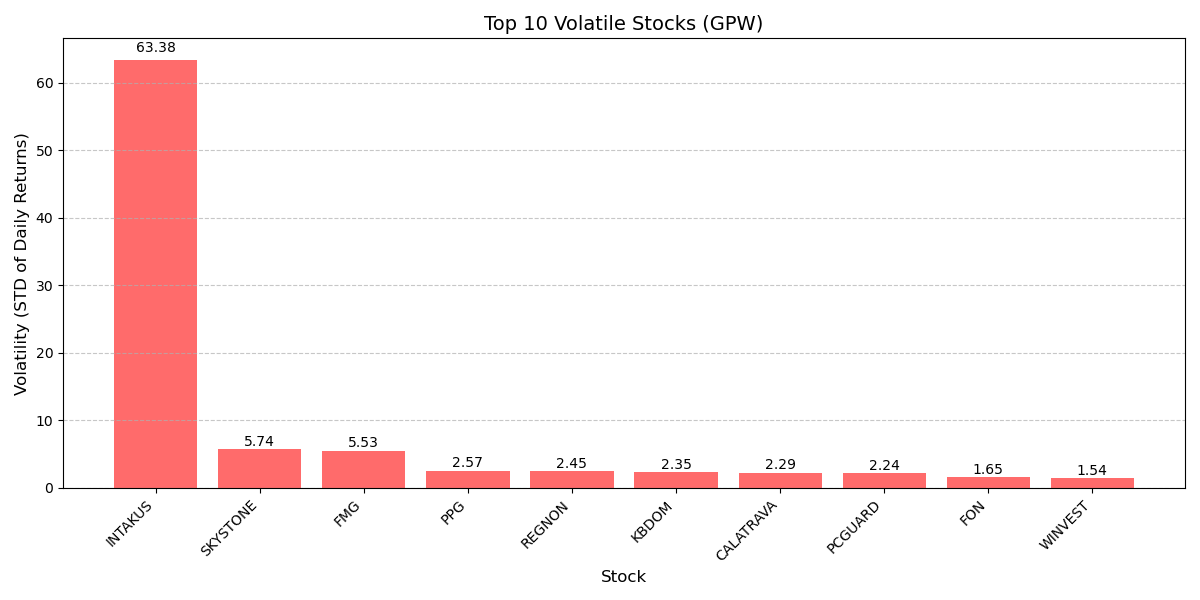 Top 10 Volatile Stocks (GPW)
Volatility (STD of Daily Returns)
60
50
40
30
20
10
0
63.38
5.74
5.53
2.57
2.45
2.35
2.29
2.24
1.65
1.54
INTAKUS
SKYSTONE
FMG
PPG
REGNON
KBDOM
CALATRAVA
PCGUARD
FON
WINVEST
Stock